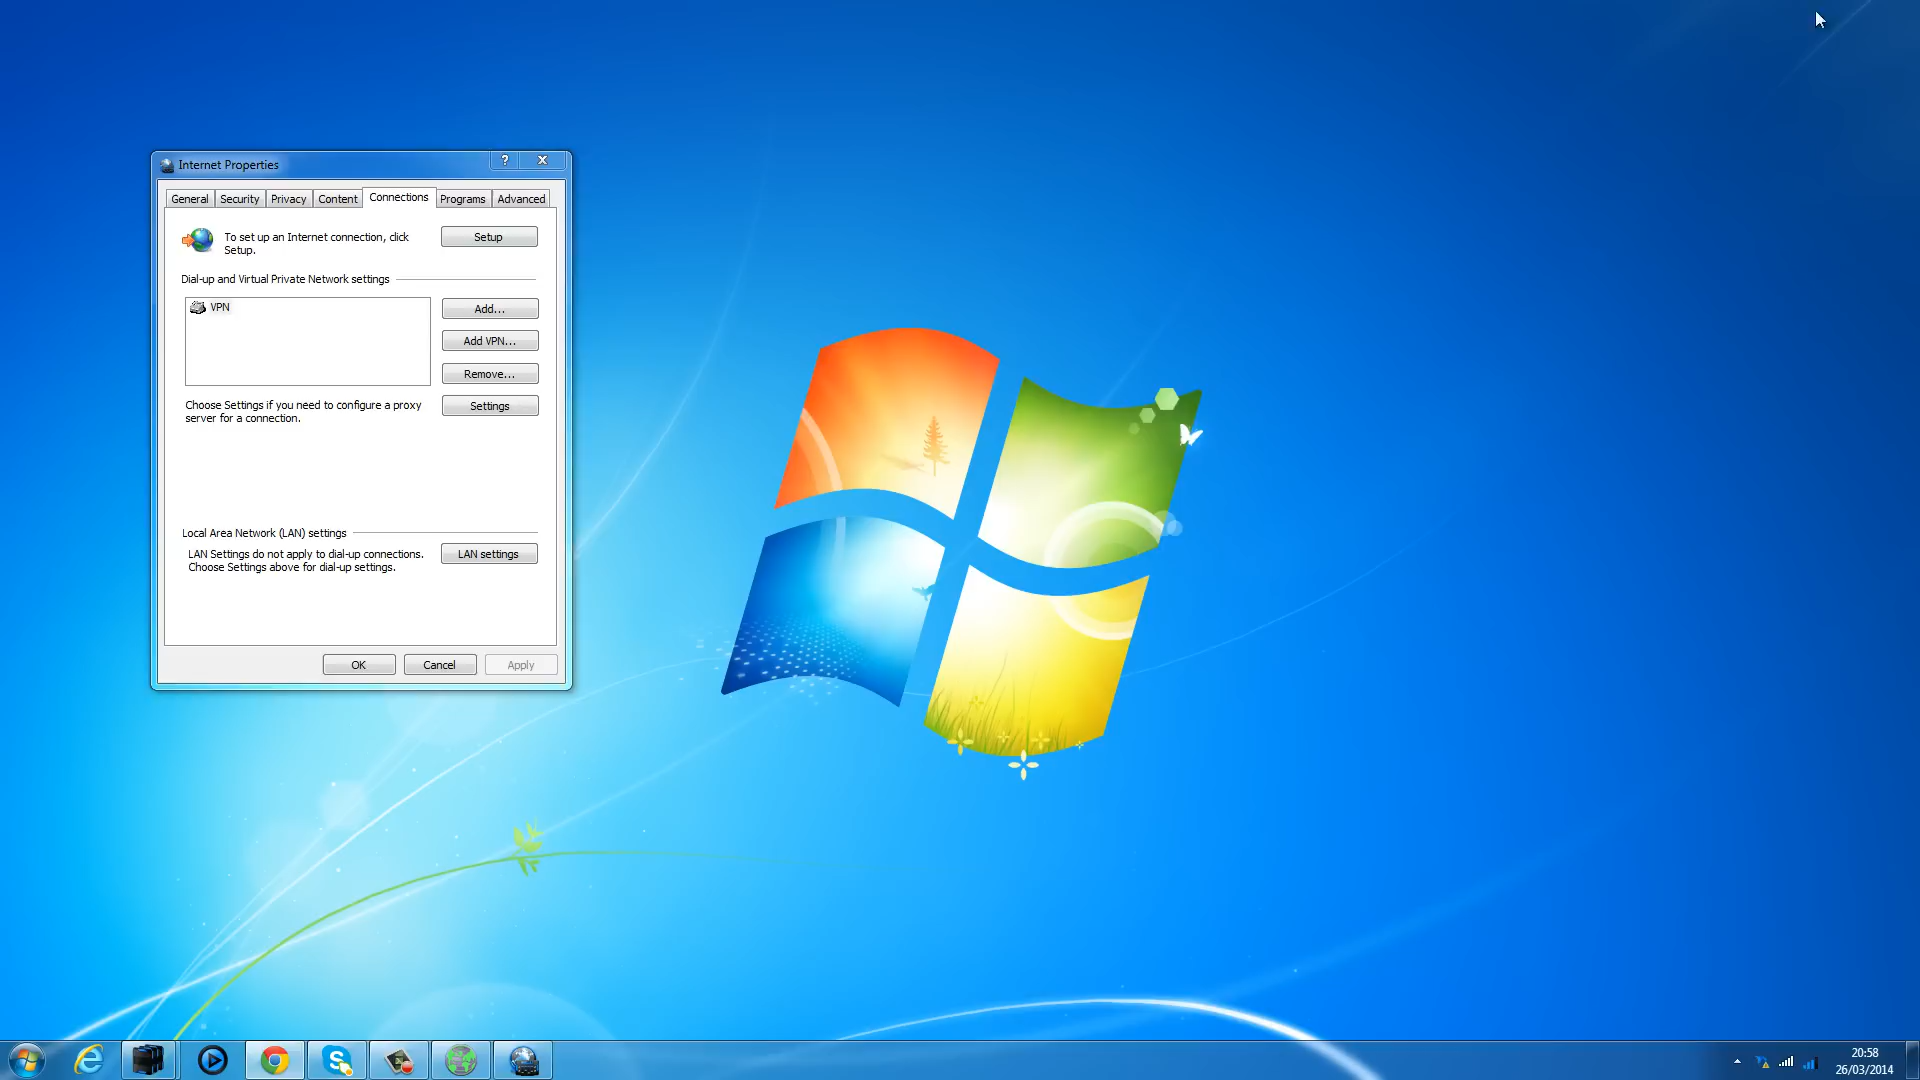 Internet Properties
?
General Security Privacy Content Connections Programs Advanced
To set up an Internet connection, click
Setup.
Setup
Dial-up and Virtual Private Network settings
VPN
Add...
Add VPN...
Remove...
Choose Settings if you need to configure a proxy
server for a connection.
Settings
Local Area Network (LAN) settings
LAN Settings do not apply to dial-up connections.
Choose Settings above for dial-up settings.
LAN settings
OK Cancel Apply
20:58
26/03/2014